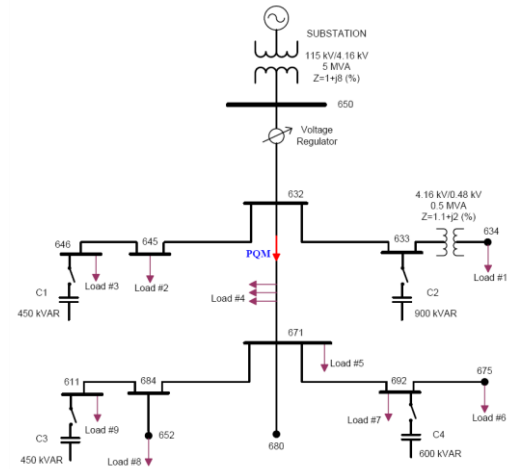 SUBSTATION
115 kV/4.16 kV
5 MVA
Z=1+j8 (%)
650
Voltage
Regulator
632
4.16 kV/0.48 kV
0.5 MVA
Z=1.1+j2 (%)
646
645
633
634
PQM
Load #3
Load #2
Load #1
C1
450 kVAR
Load #4
C2
900 kVAR
671
Load #5
611
684
692
675
Load #9
Load #7
Load #6
C3
450 kVAR
652
Load #8
680
C4
600 kVAR